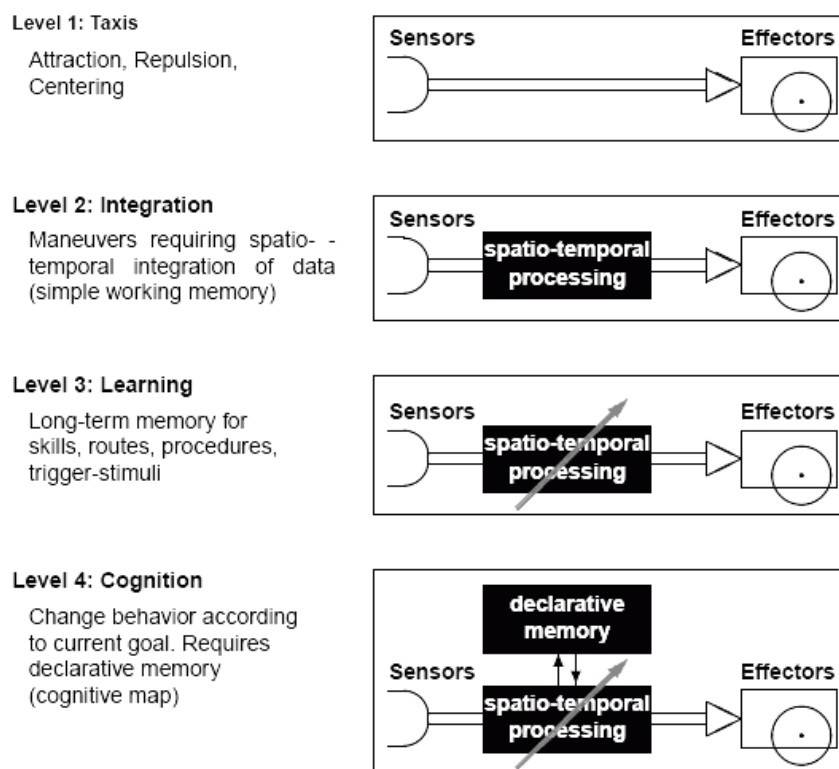 Level 1: Taxis
Attraction, Repulsion,
Centering
Sensors
Effectors
Level 2: Integration
Maneuvers requiring spatio- -
temporal integration of data
(simple working memory)
Sensors
Effectors
spatio-temporal
processing
Level 3: Learning
Long-term memory for
skills, routes, procedures,
trigger-stimuli
Sensors
Effectors
spatio-temporal
processing
Level 4: Cognition
Change behavior according
to current goal. Requires
declarative memory
(cognitive map)
declarative
memory
Sensors
Effectors
spatio-temporal
processing